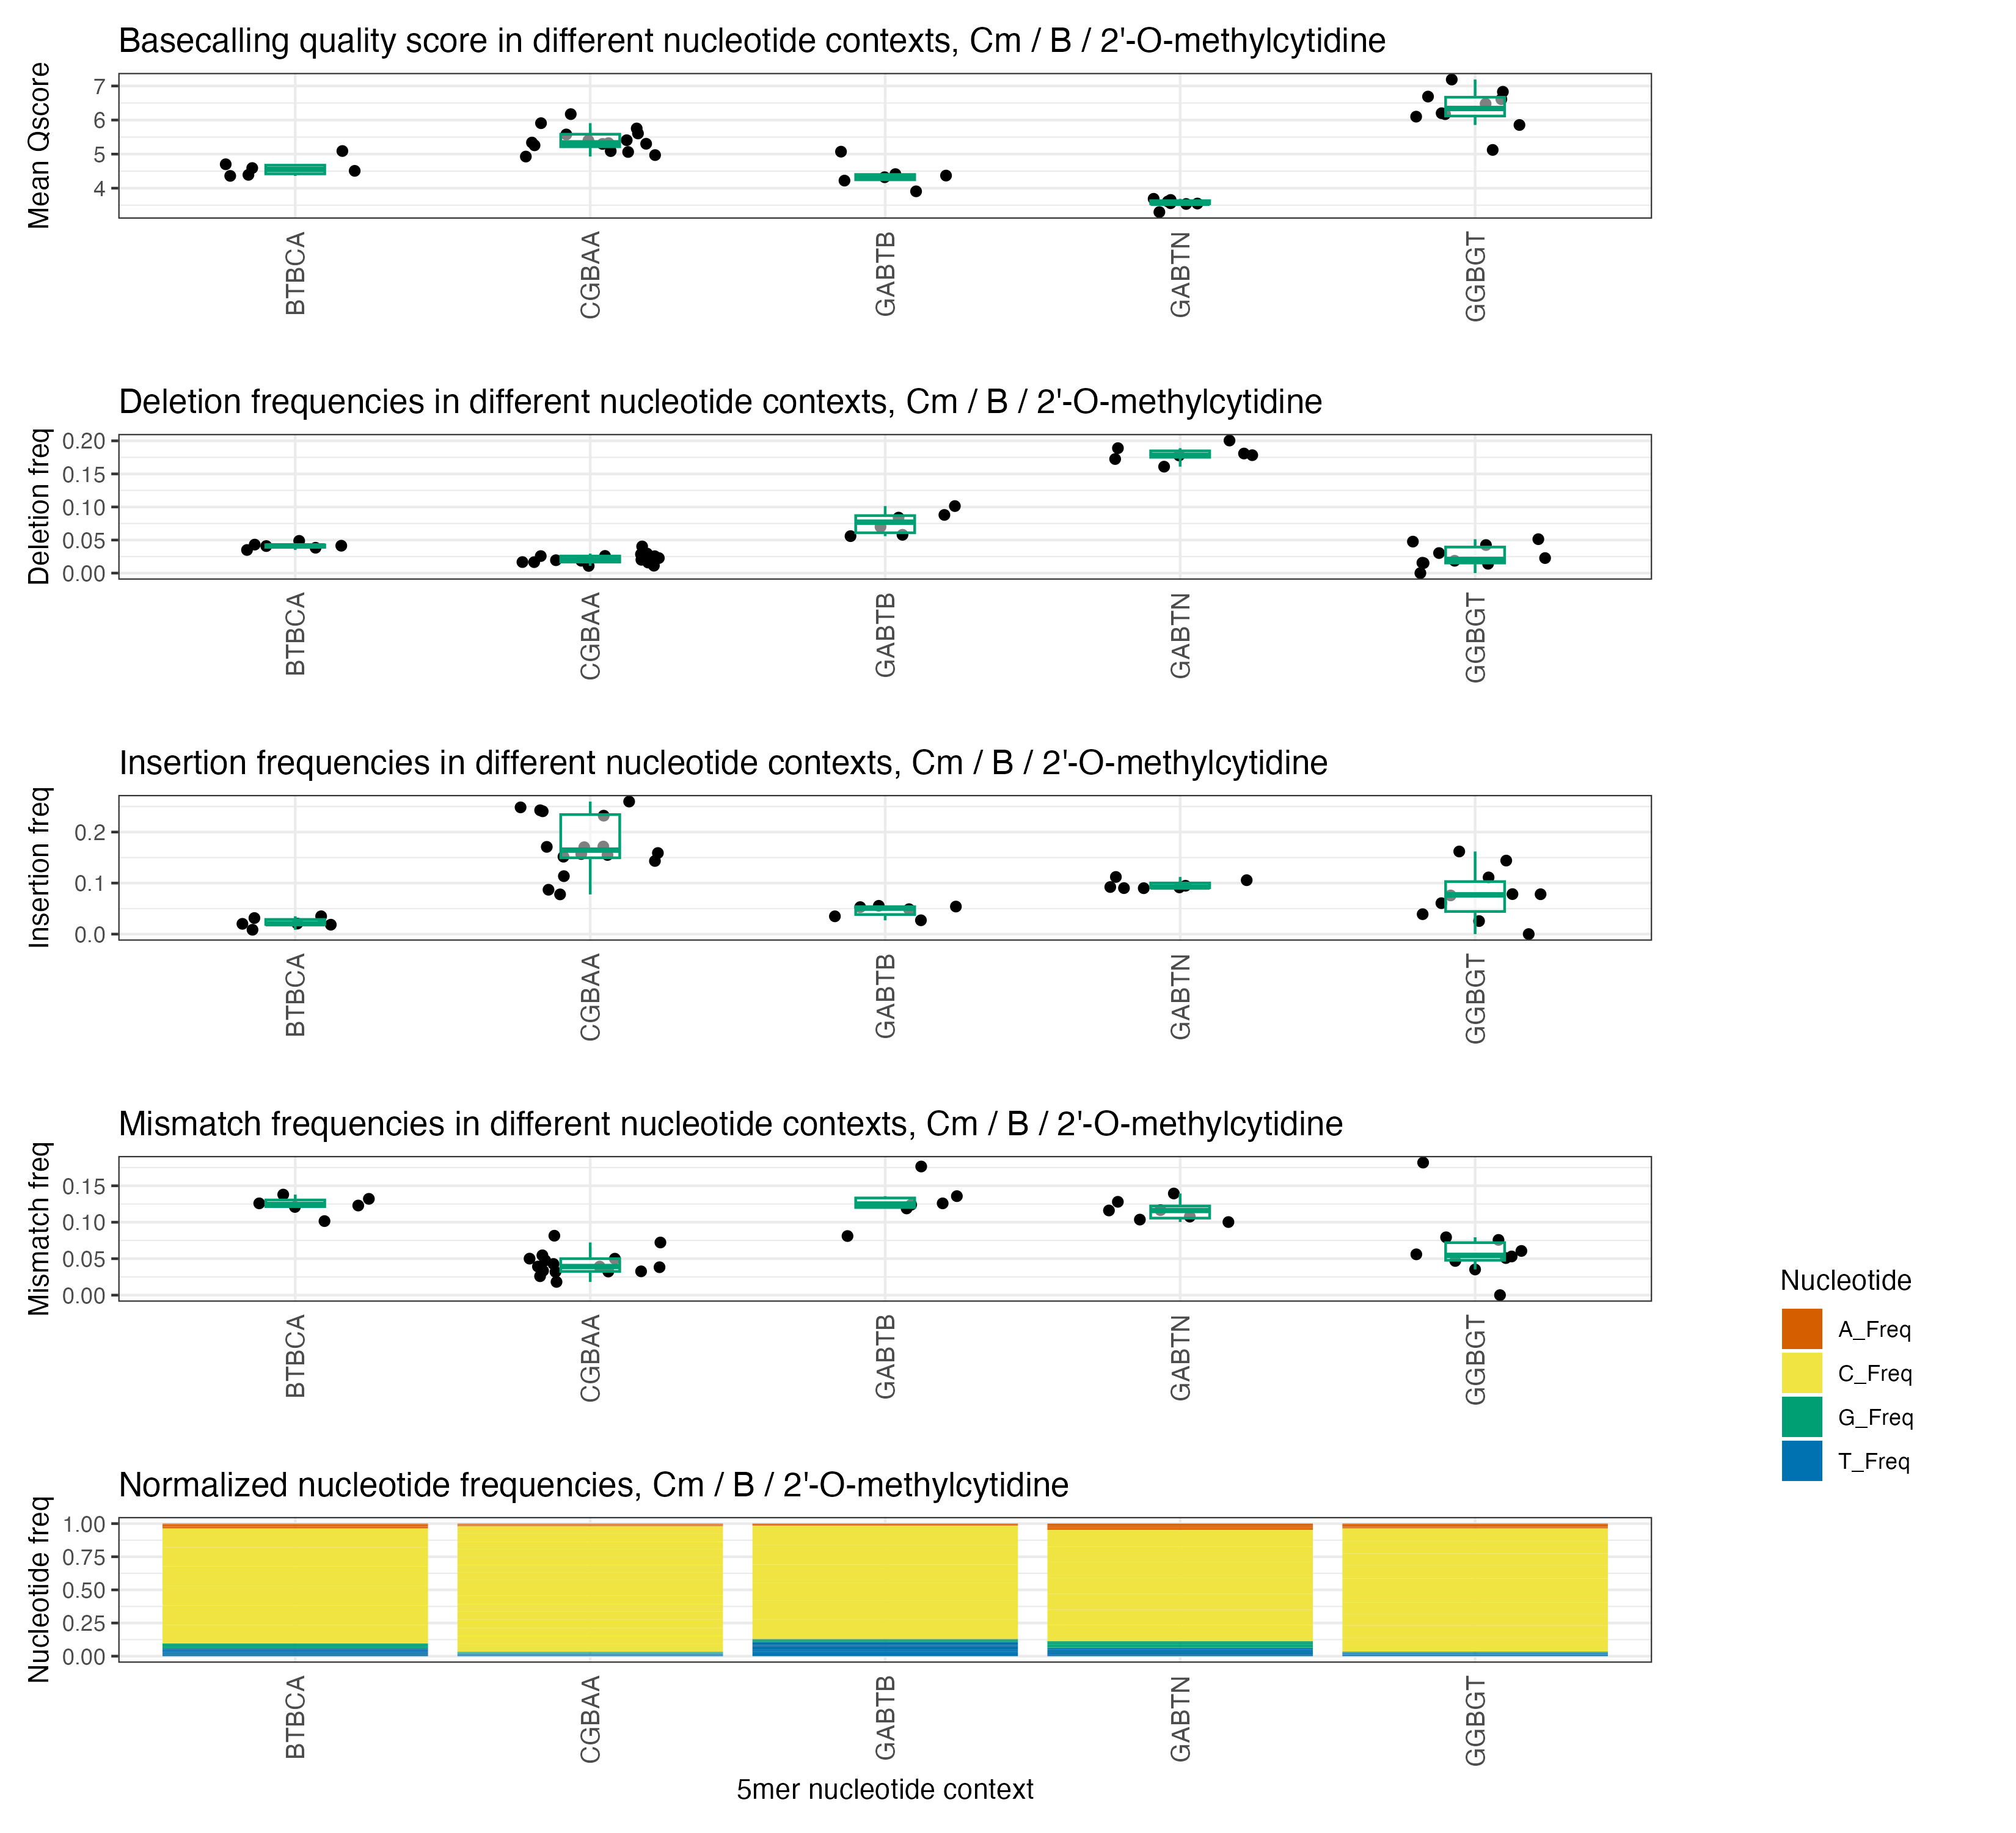 Basecalling quality score in different nucleotide contexts, Cm / B / 2'-O-methylcytidine
Mean Qscore
7
6
5
4
BTBCA
CGBAA
GABTB
GABTN
GGBGT
Deletion frequencies in different nucleotide contexts, Cm / B / 2'-O-methylcytidine
Deletion freq
0.20
0.15
0.10
0.05
0.00
BTBCA
CGBAA
GABTB
GABTN
GGBGT
Insertion frequencies in different nucleotide contexts, Cm / B / 2'-O-methylcytidine
Insertion freq
0.2
0.1
0.0
BTBCA
CGBAA
GABTB
GABTN
GGBGT
Mismatch frequencies in different nucleotide contexts, Cm / B / 2'-O-methylcytidine
Mismatch freq
0.15
0.10
0.05
0.00
BTBCA
CGBAA
GABTB
GABTN
GGBGT
Nucleotide
A_Freq
C_Freq
G_Freq
T_Freq
Normalized nucleotide frequencies, Cm / B / 2'-O-methylcytidine
Nucleotide freq
1.00
0.75
0.50
0.25
0.00
BTBCA
CGBAA
GABTB
GABTN
GGBGT
5mer nucleotide context